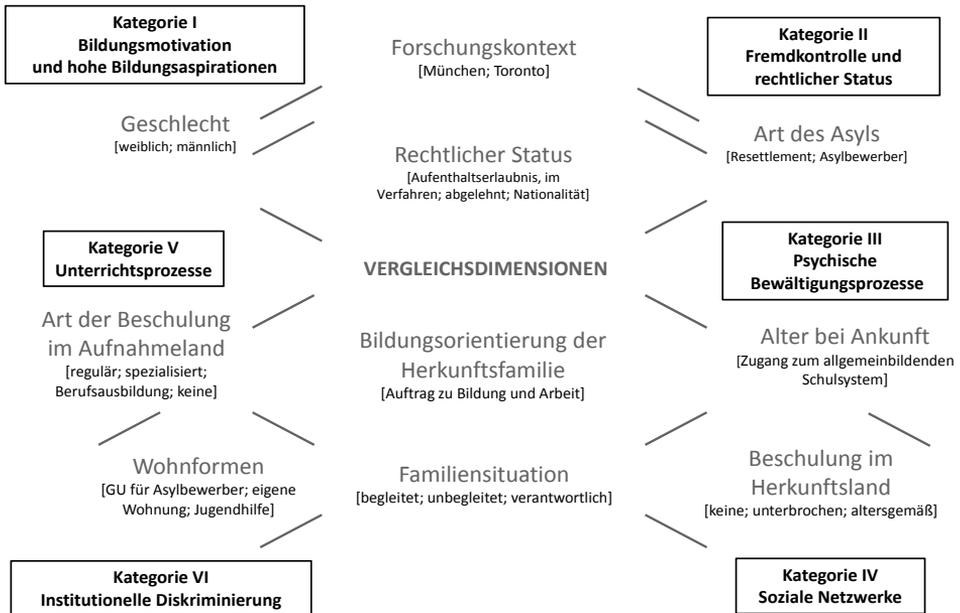 Kategorie I
Bildungsmotivation
und hohe Bildungsaspirationen
Forschungskontext
[München; Toronto]
Kategorie II
Fremdkontrolle und
rechtlicher Status
Geschlecht
[weiblich; männlich]
Rechtlicher Status
[Aufenthaltserlaubnis, im
Verfahren; abgelehnt; Nationalität]
Art des Asyls
[Resettlement; Asylbewerber]
Kategorie V
Unterrichtsprozesse
VERGLEICHSDIMENSIONEN
Kategorie III
Psychische
Bewältigungsprozesse
Art der Beschulung
im Aufnahmeland
[regulär; spezialisiert;
Berufsausbildung; keine]
Bildungsorientierung der
Herkunftsfamilie
[Auftrag zu Bildung und Arbeit]
Alter bei Ankunft
[Zugang zum allgemeinbildenden
Schulsystem]
Wohnformen
[GU für Asylbewerber; eigene
Wohnung; Jugendhilfe]
Familiensituation
[begleitet; unbegleitet; verantwortlich]
Beschulung im
Herkunftsland
[keine; unterbrochen; altersgemäß]
Kategorie VI
Institutionelle Diskriminierung
Kategorie IV
Soziale Netzwerke